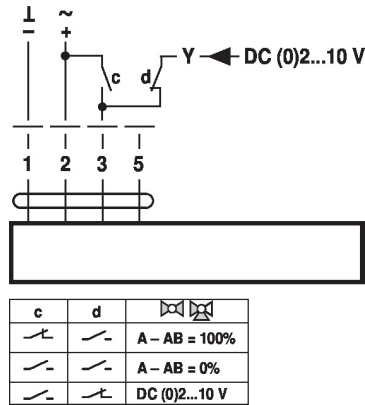 ⊥ ~
– +
c d Y DC (0)2...10 V
1 2 3 5
c d
A – AB = 100%
A – AB = 0%
DC (0)2...10 V